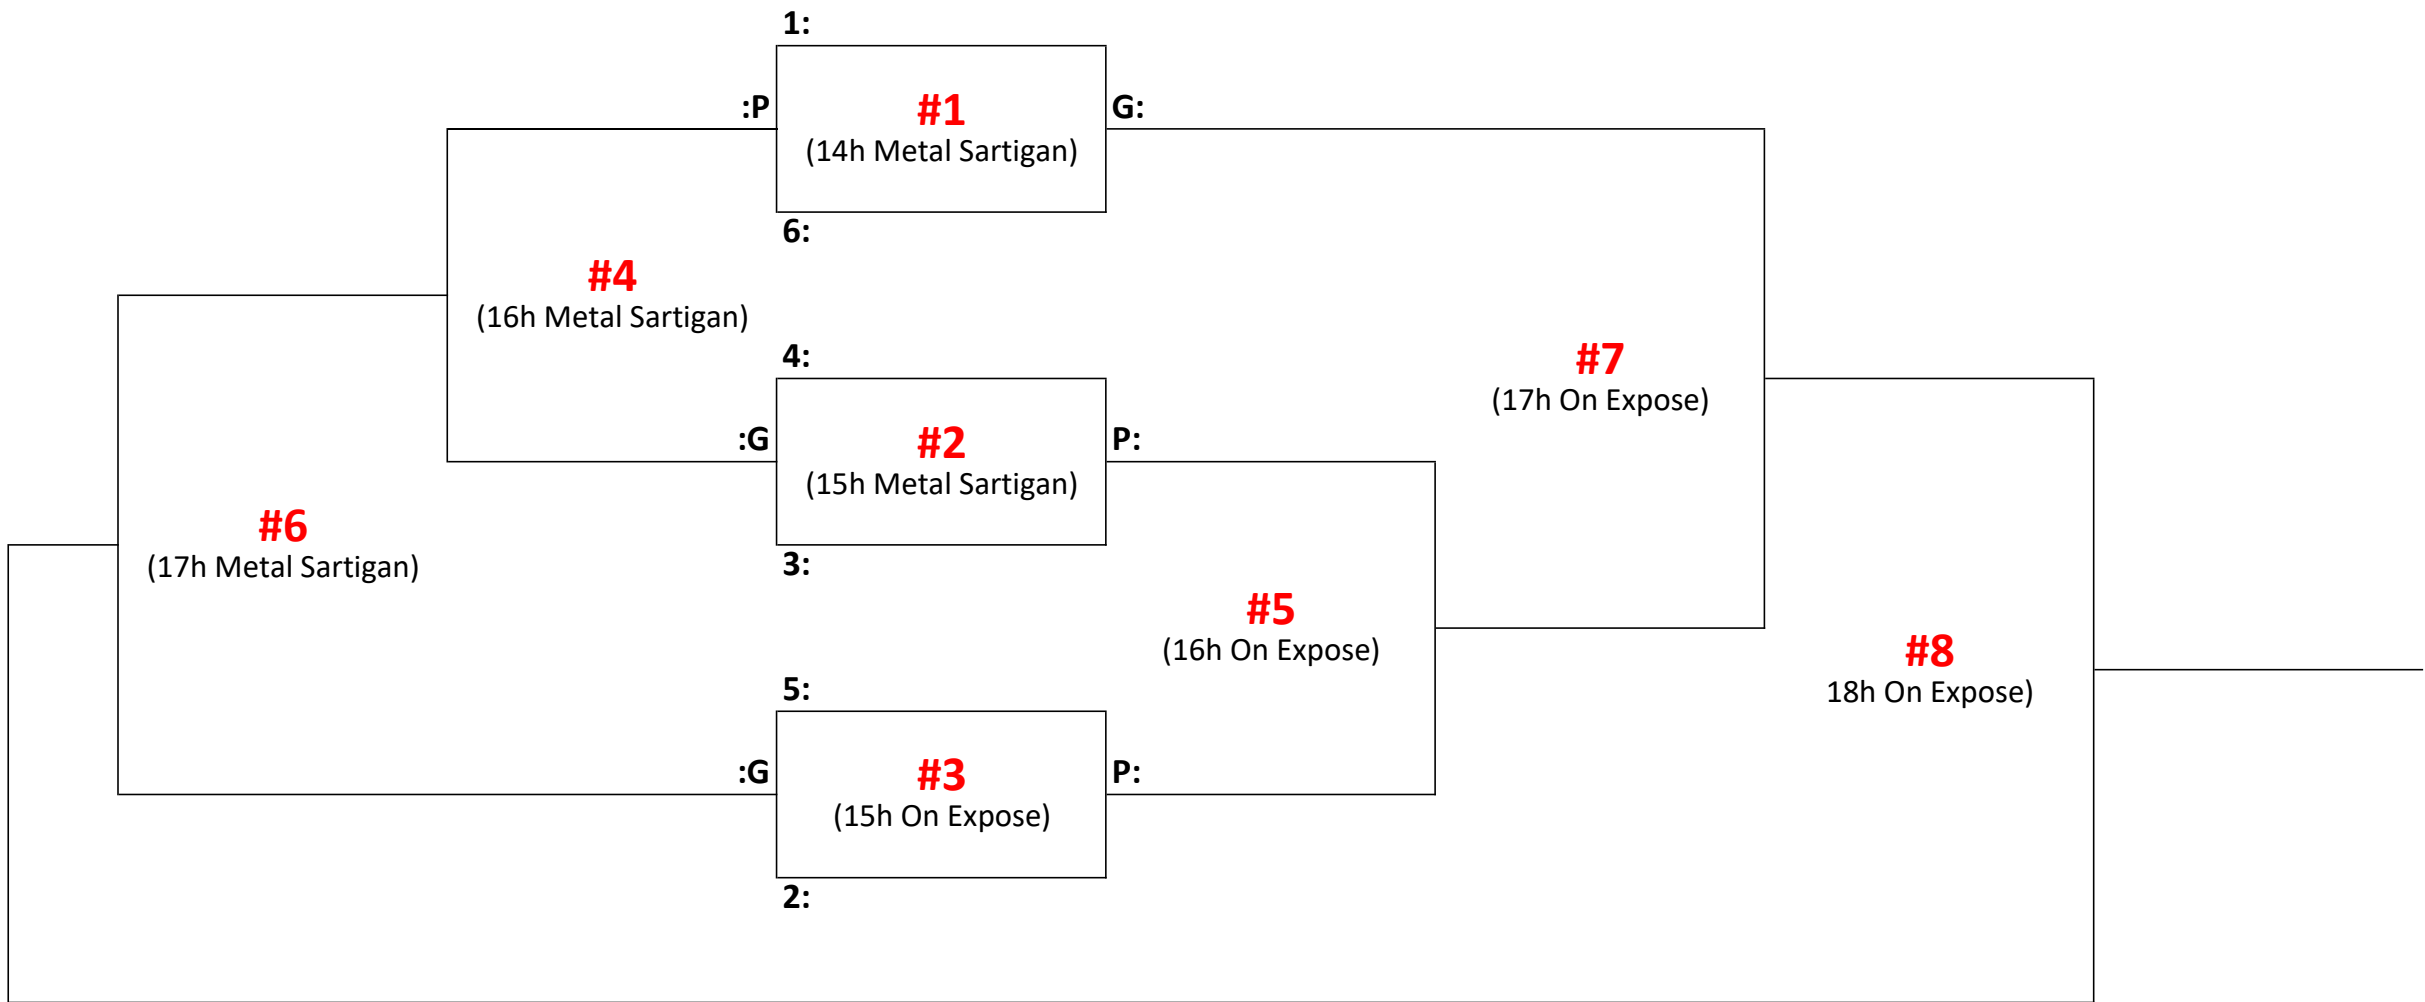 1:
:P
#1
G:
(14h Metal Sartigan)
6:
#4
(16h Metal Sartigan)
4:
#7
(17h On Expose)
:G
#2
P:
(15h Metal Sartigan)
3:
#6
(17h Metal Sartigan)
#5
(16h On Expose)
#8
18h On Expose)
5:
:G
#3
P:
(15h On Expose)
2: